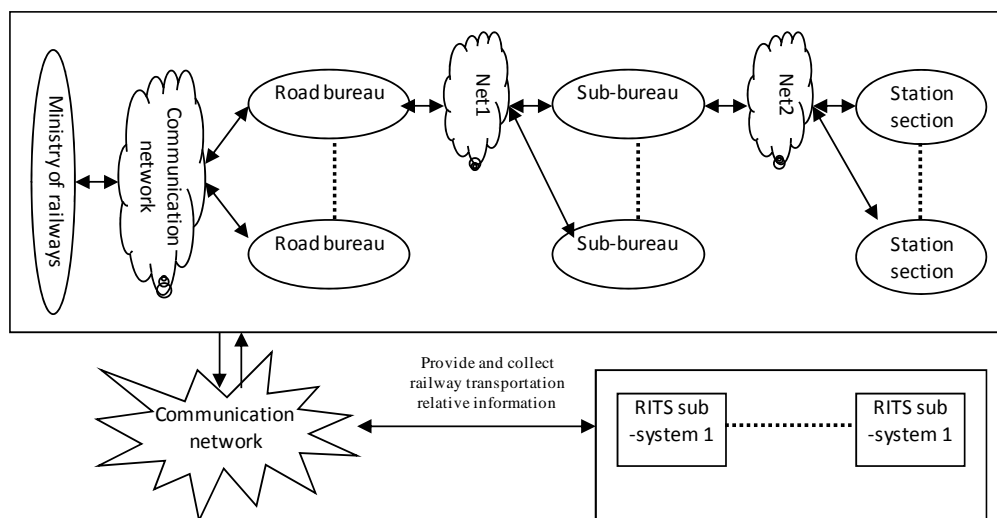 Ministry of railways
Communication
network
Road bureau
Net1
Sub-bureau
Net2
Station
section
Road bureau
Sub-bureau
Station
section
Provide and collect
railway transportation
relative information
Communication
network
RITS sub
-system 1
RITS sub
-system 1